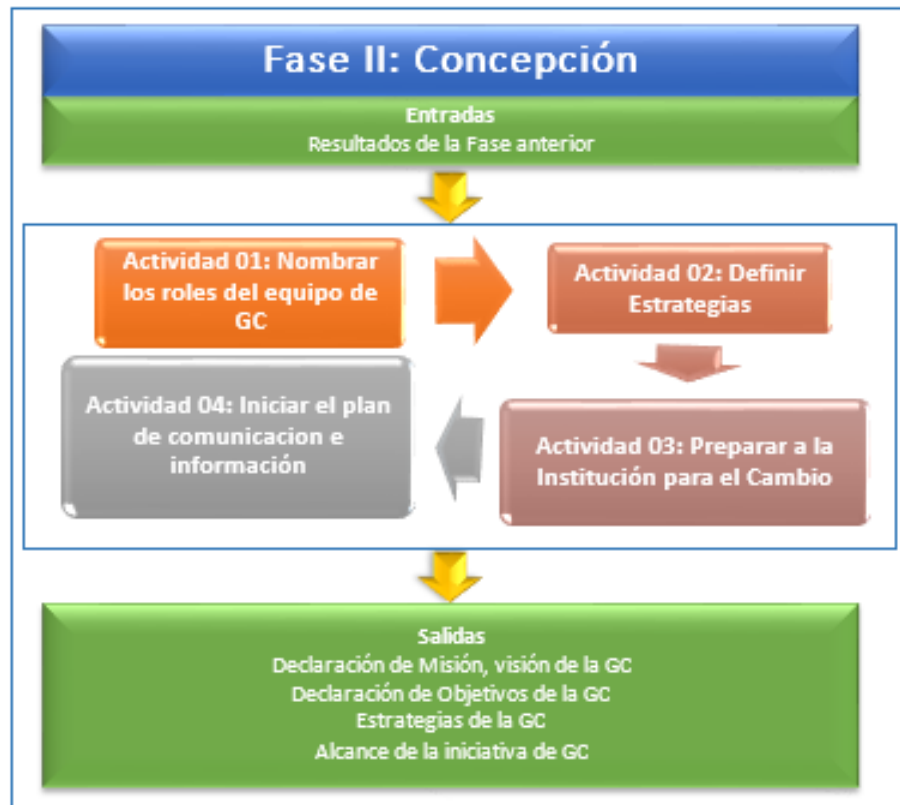 Fase II: Concepción
Entradas
Resultados de la Fase anterior
Actividad 01: Nombrar
los roles del equipo de
GC
Actividad 02: Definir
Estrategias
Actividad 03: Preparar a la
Institución para el Cambio
Actividad 04: Iniciar el plan
de comunicacion e
información
Salidas
Declaración de Misión, visión de la GC
Declaración de Objetivos de la GC
Estrategias de la GC
Alcance de la iniciativa de GC